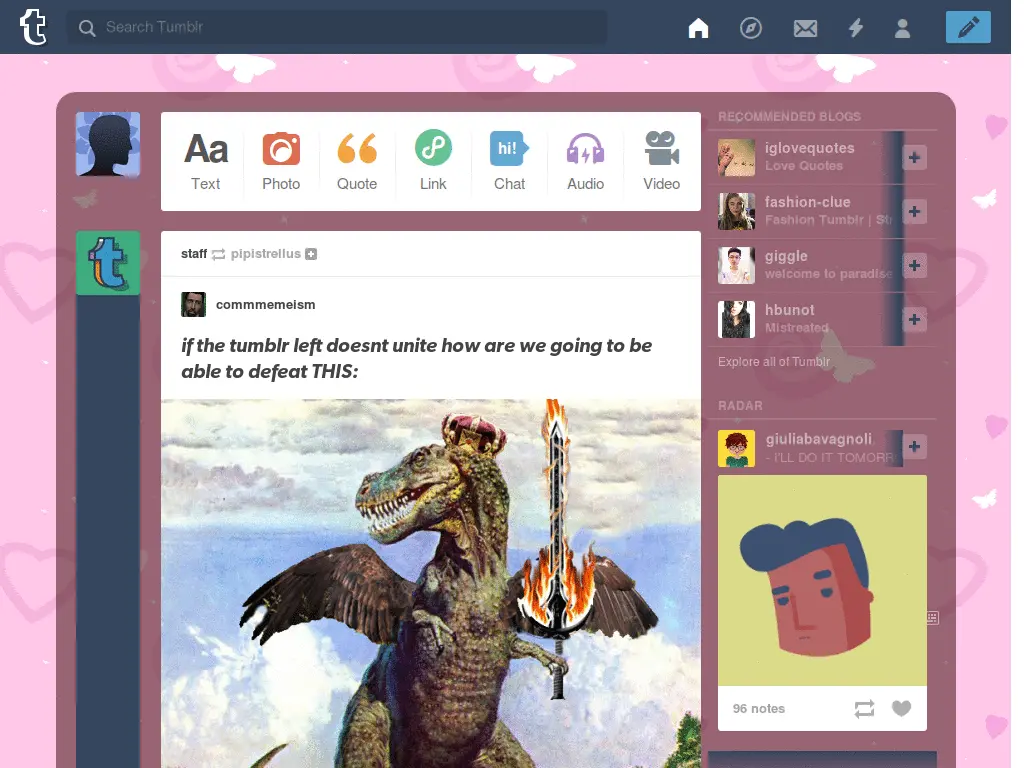 Search Tumblr
Aa
hi!
Text
Photo
Quote
Link
Chat
Audio
Video
staff pipistrellus
commmemeism
if the tumblr left doesnt unite how are we going to be
able to defeat THIS:
RECOMMENDED BLOGS
iglovequotes
Love Quotes
fashion-clue
Fashion Tumblr | Str
giggle
welcome to paradise
hbunot
Mistreated
Explore all of Tumblr
RADAR
giuliabavagnoli
- I'LL DO IT TOMORR
96 notes